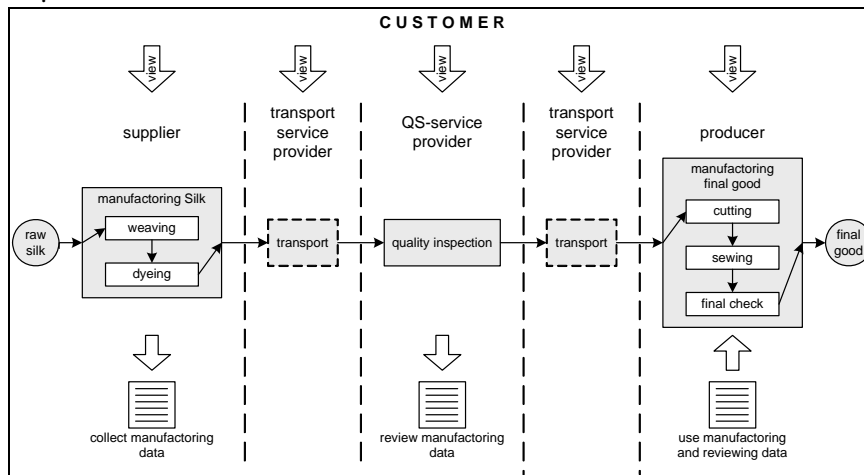 CUSTOMER
view
view
view
view
view
supplier
transport
service
provider
QS-service
provider
transport
service
provider
producer
manufactoring Silk
weaving
dyeing
raw
silk
transport
quality inspection
transport
manufactoring
final good
cutting
sewing
final check
final
good
collect manufactoring
data
review manufactoring
data
use manufactoring
and reviewing data